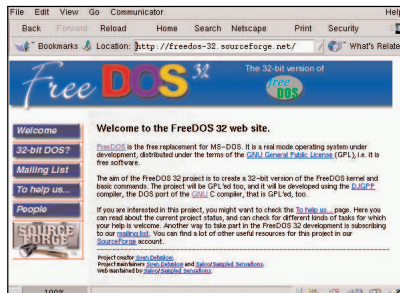 File Edit View Go Communicator Help
Back Forward Reload Home Search Netscape Print Security
Bookmarks Location: http://freedos-32.sourceforge.net/ What's Relate
Free DOS 32
The 32-bit version of
free DOS
Welcome
32-bit DOS?
Mailing List
To help us...
People
SOURCE FORGE
Welcome to the FreeDOS 32 web site.
FreeDOS is the free replacement for MS-DOS. It is a real mode operating system under
development, distributed under the terms of the GNU General Public License (GPL), i.e. it is
free software.
The aim of the FreeDOS 32 project is to create a 32-bit version of the FreeDOS kernel and
basic commands. The project will be GPL'ed too, and it will be developed using the DJGPP
compiler, the DOS port of the GNU C compiler, that is GPL'ed, too.
If you are interested in this project, you might want to check the To help us... page. Here you
can read about the current project status, and can check for different kinds of tasks for which
your help is welcome. Another way to take part in the FreeDOS 32 development is subscribing
to our mailing list. You can find a lot of other useful resources for this project in our
SourceForge account.
Project creator
Project maintainers and
Web maintained by
100%